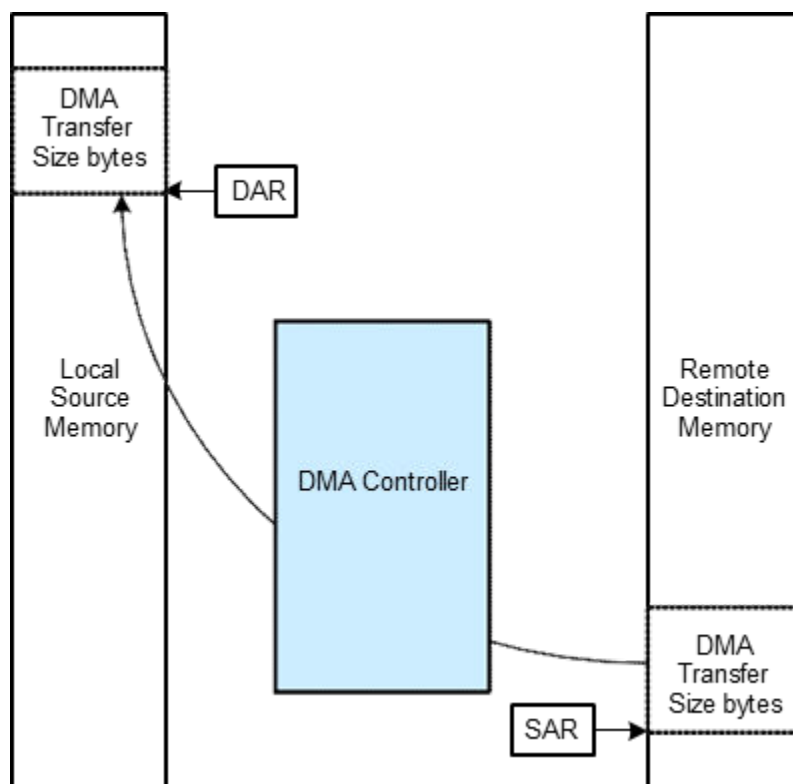 DMA
Transfer
Size bytes
DAR
Local
Source
Memory
DMA Controller
Remote
Destination
Memory
DMA
Transfer
Size bytes
SAR